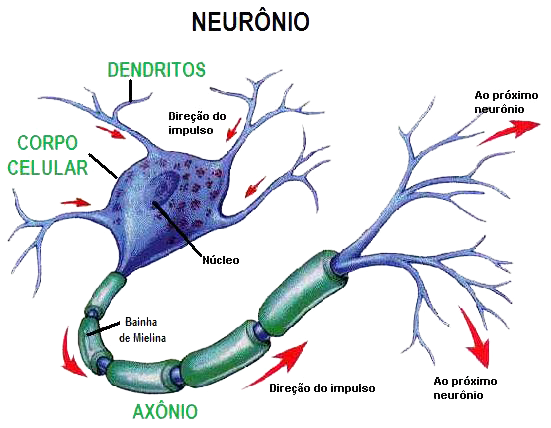 NEURÔNIO
DENDRITOS
Direção do
impulso
Ao próximo
neurônio
CORPO
CELULAR
Núcleo
Bainha
de Mielina
Direção do impulso
Ao próximo
neurônio
AXÔNIO